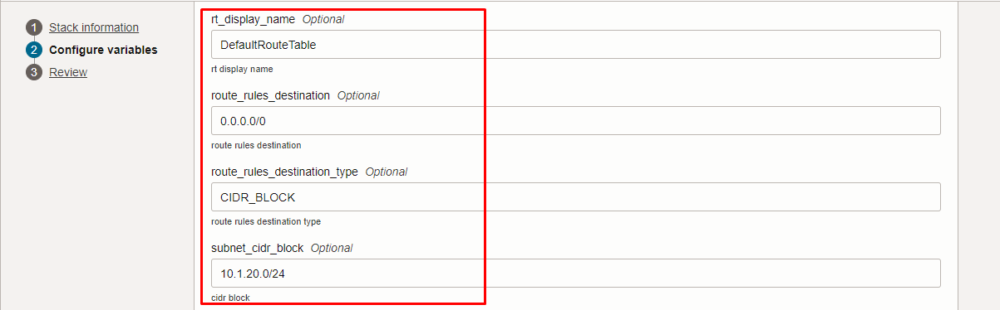 1 Stack information
2 Configure variables
3 Review
rt_display_name Optional
DefaultRouteTable
rt display name
route_rules_destination Optional
0.0.0.0/0
route rules destination
route_rules_destination_type Optional
CIDR_BLOCK
route rules destination type
subnet_cidr_block Optional
10.1.20.0/24
cidr block